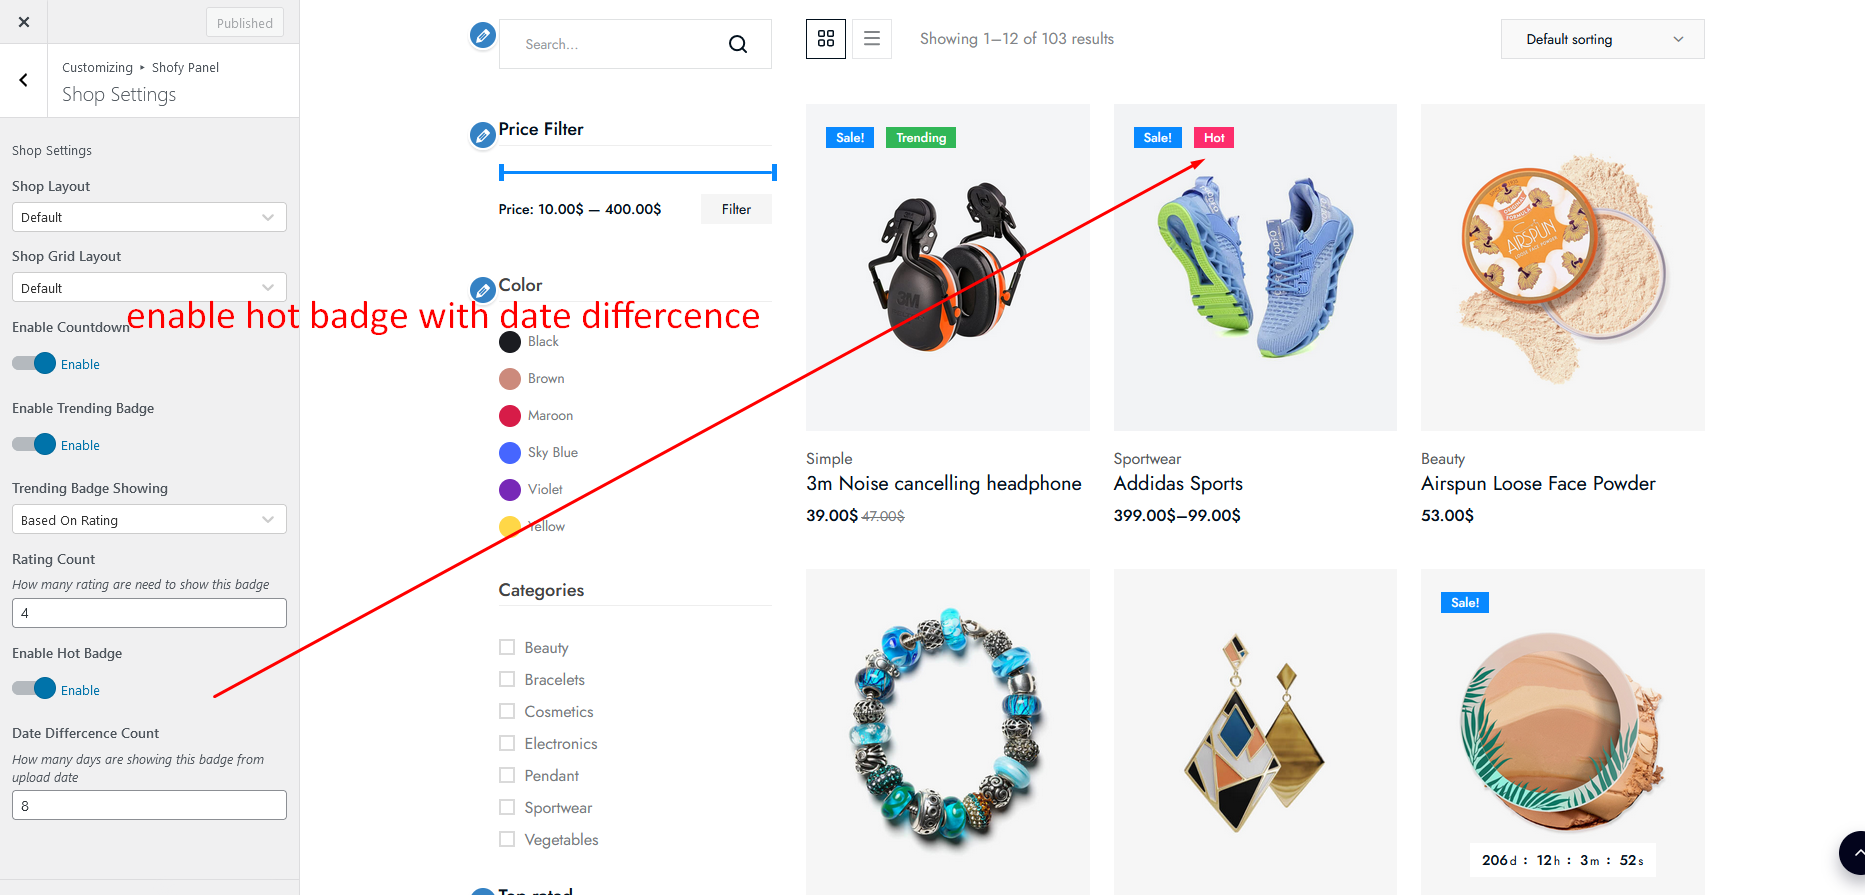 Published
Customizing ▸ Shofy Panel
Shop Settings
Shop Settings
Shop Layout
Default
Shop Grid Layout
Default
Enable Countdown
Enable
Enable Trending Badge
Enable
Trending Badge Showing
Based On Rating
Rating Count
How many rating are need to show this badge
4
Enable Hot Badge
Enable
Date Differcence Count
How many days are showing this badge from
upload date
8
enable hot badge with date differcence
Search...
Price Filter
Price: 10.00$ — 400.00$
Filter
Color
Black
Brown
Maroon
Sky Blue
Violet
Yellow
Categories
Beauty
Bracelets
Cosmetics
Electronics
Pendant
Sportwear
Vegetables
Top rated
Showing 1–12 of 103 results
Default sorting
Sale! Trending
3M
Simple
3m Noise cancelling headphone
39.00$ 47.00$
Sale! Hot
Sportwear
Addidas Sports
399.00$–99.00$
AIRSPUN
Beauty
Airspun Loose Face Powder
53.00$
Sale!
206d : 12h : 3m : 52s